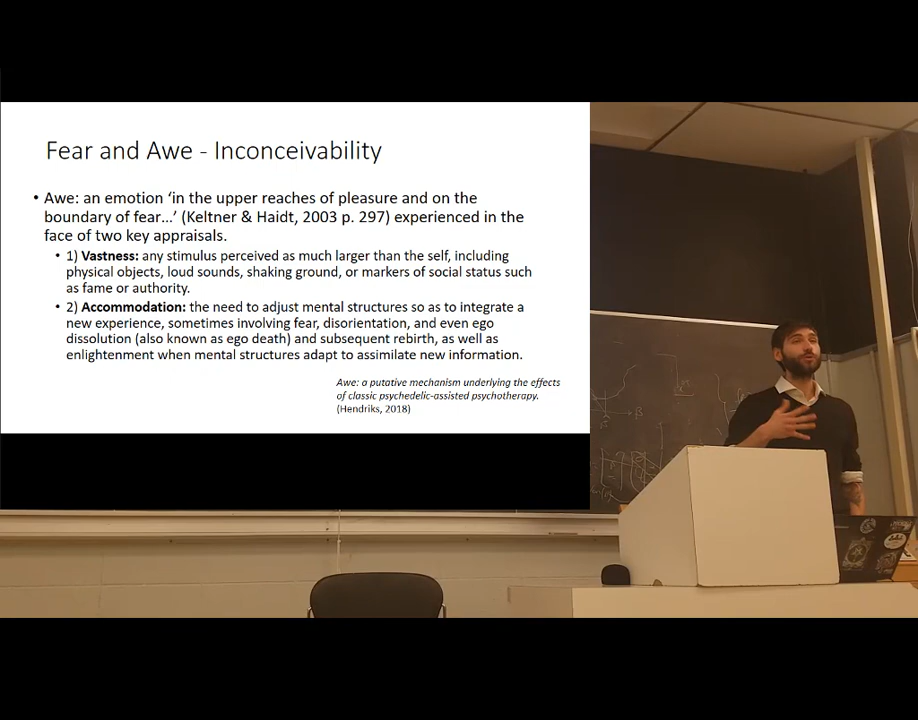 Fear and Awe - Inconceivability
• Awe: an emotion ‘in the upper reaches of pleasure and on the
boundary of fear...’ (Keltner & Haidt, 2003 p. 297) experienced in the
face of two key appraisals.
• 1) Vastness: any stimulus perceived as much larger than the self, including
physical objects, loud sounds, shaking ground, or markers of social status such
as fame or authority.
• 2) Accommodation: the need to adjust mental structures so as to integrate a
new experience, sometimes involving fear, disorientation, and even ego
dissolution (also known as ego death) and subsequent rebirth, as well as
enlightenment when mental structures adapt to assimilate new information.
Awe: a putative mechanism underlying the effects
of classic psychedelic-assisted psychotherapy.
(Hendriks, 2018)